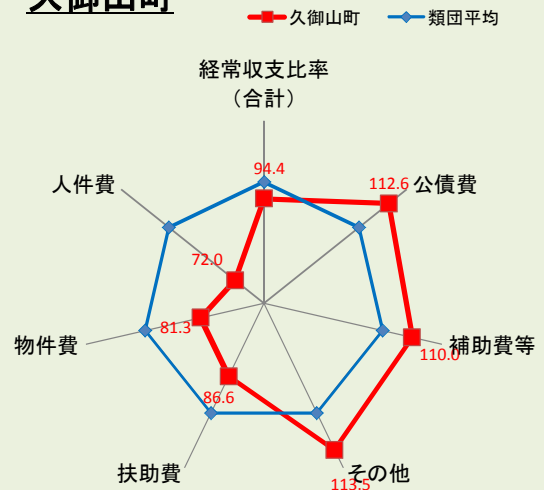 久御山町
久御山町 類団平均
経常収支比率
（合計）
94.4
人件費
112.6 公債費
72.0
物件費
81.3
補助費等
110.0
86.6
扶助費
その他
113.5